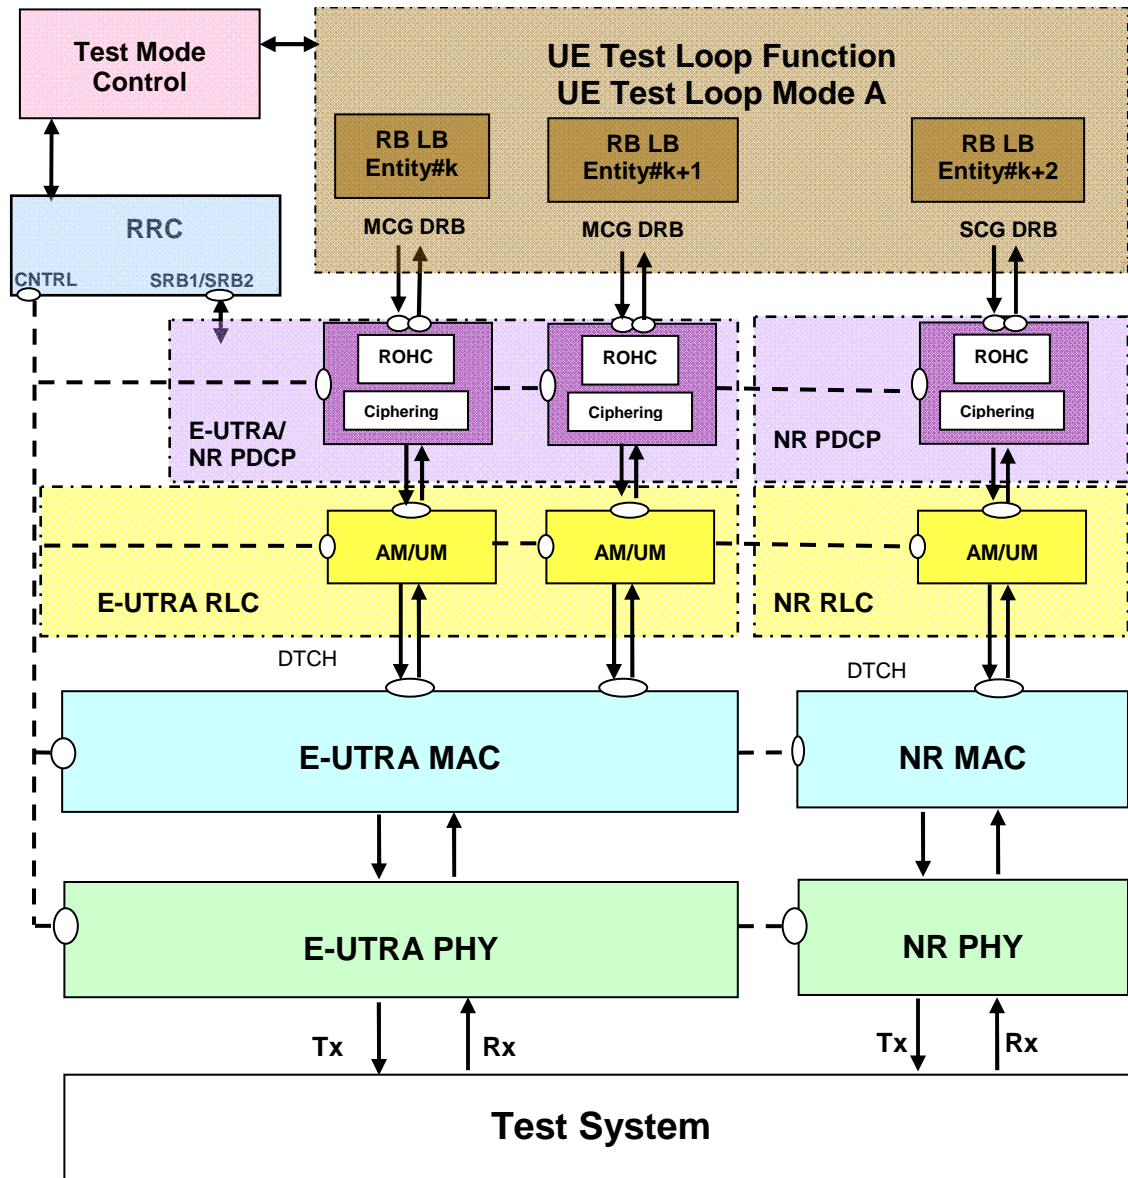 Test Mode
Control
UE Test Loop Function
UE Test Loop Mode A
RB LB
Entity#k
RB LB
Entity#k+1
RB LB
Entity#k+2
MCG DRB
MCG DRB
SCG DRB
RRC
CNTRL
SRB1/SRB2
ROHC
Ciphering
ROHC
Ciphering
ROHC
Ciphering
E-UTRA/
NR PDCP
NR PDCP
AM/UM
AM/UM
AM/UM
E-UTRA RLC
NR RLC
DTCH
DTCH
E-UTRA MAC
NR MAC
E-UTRA PHY
NR PHY
Tx
Rx
Tx
Rx
Test System